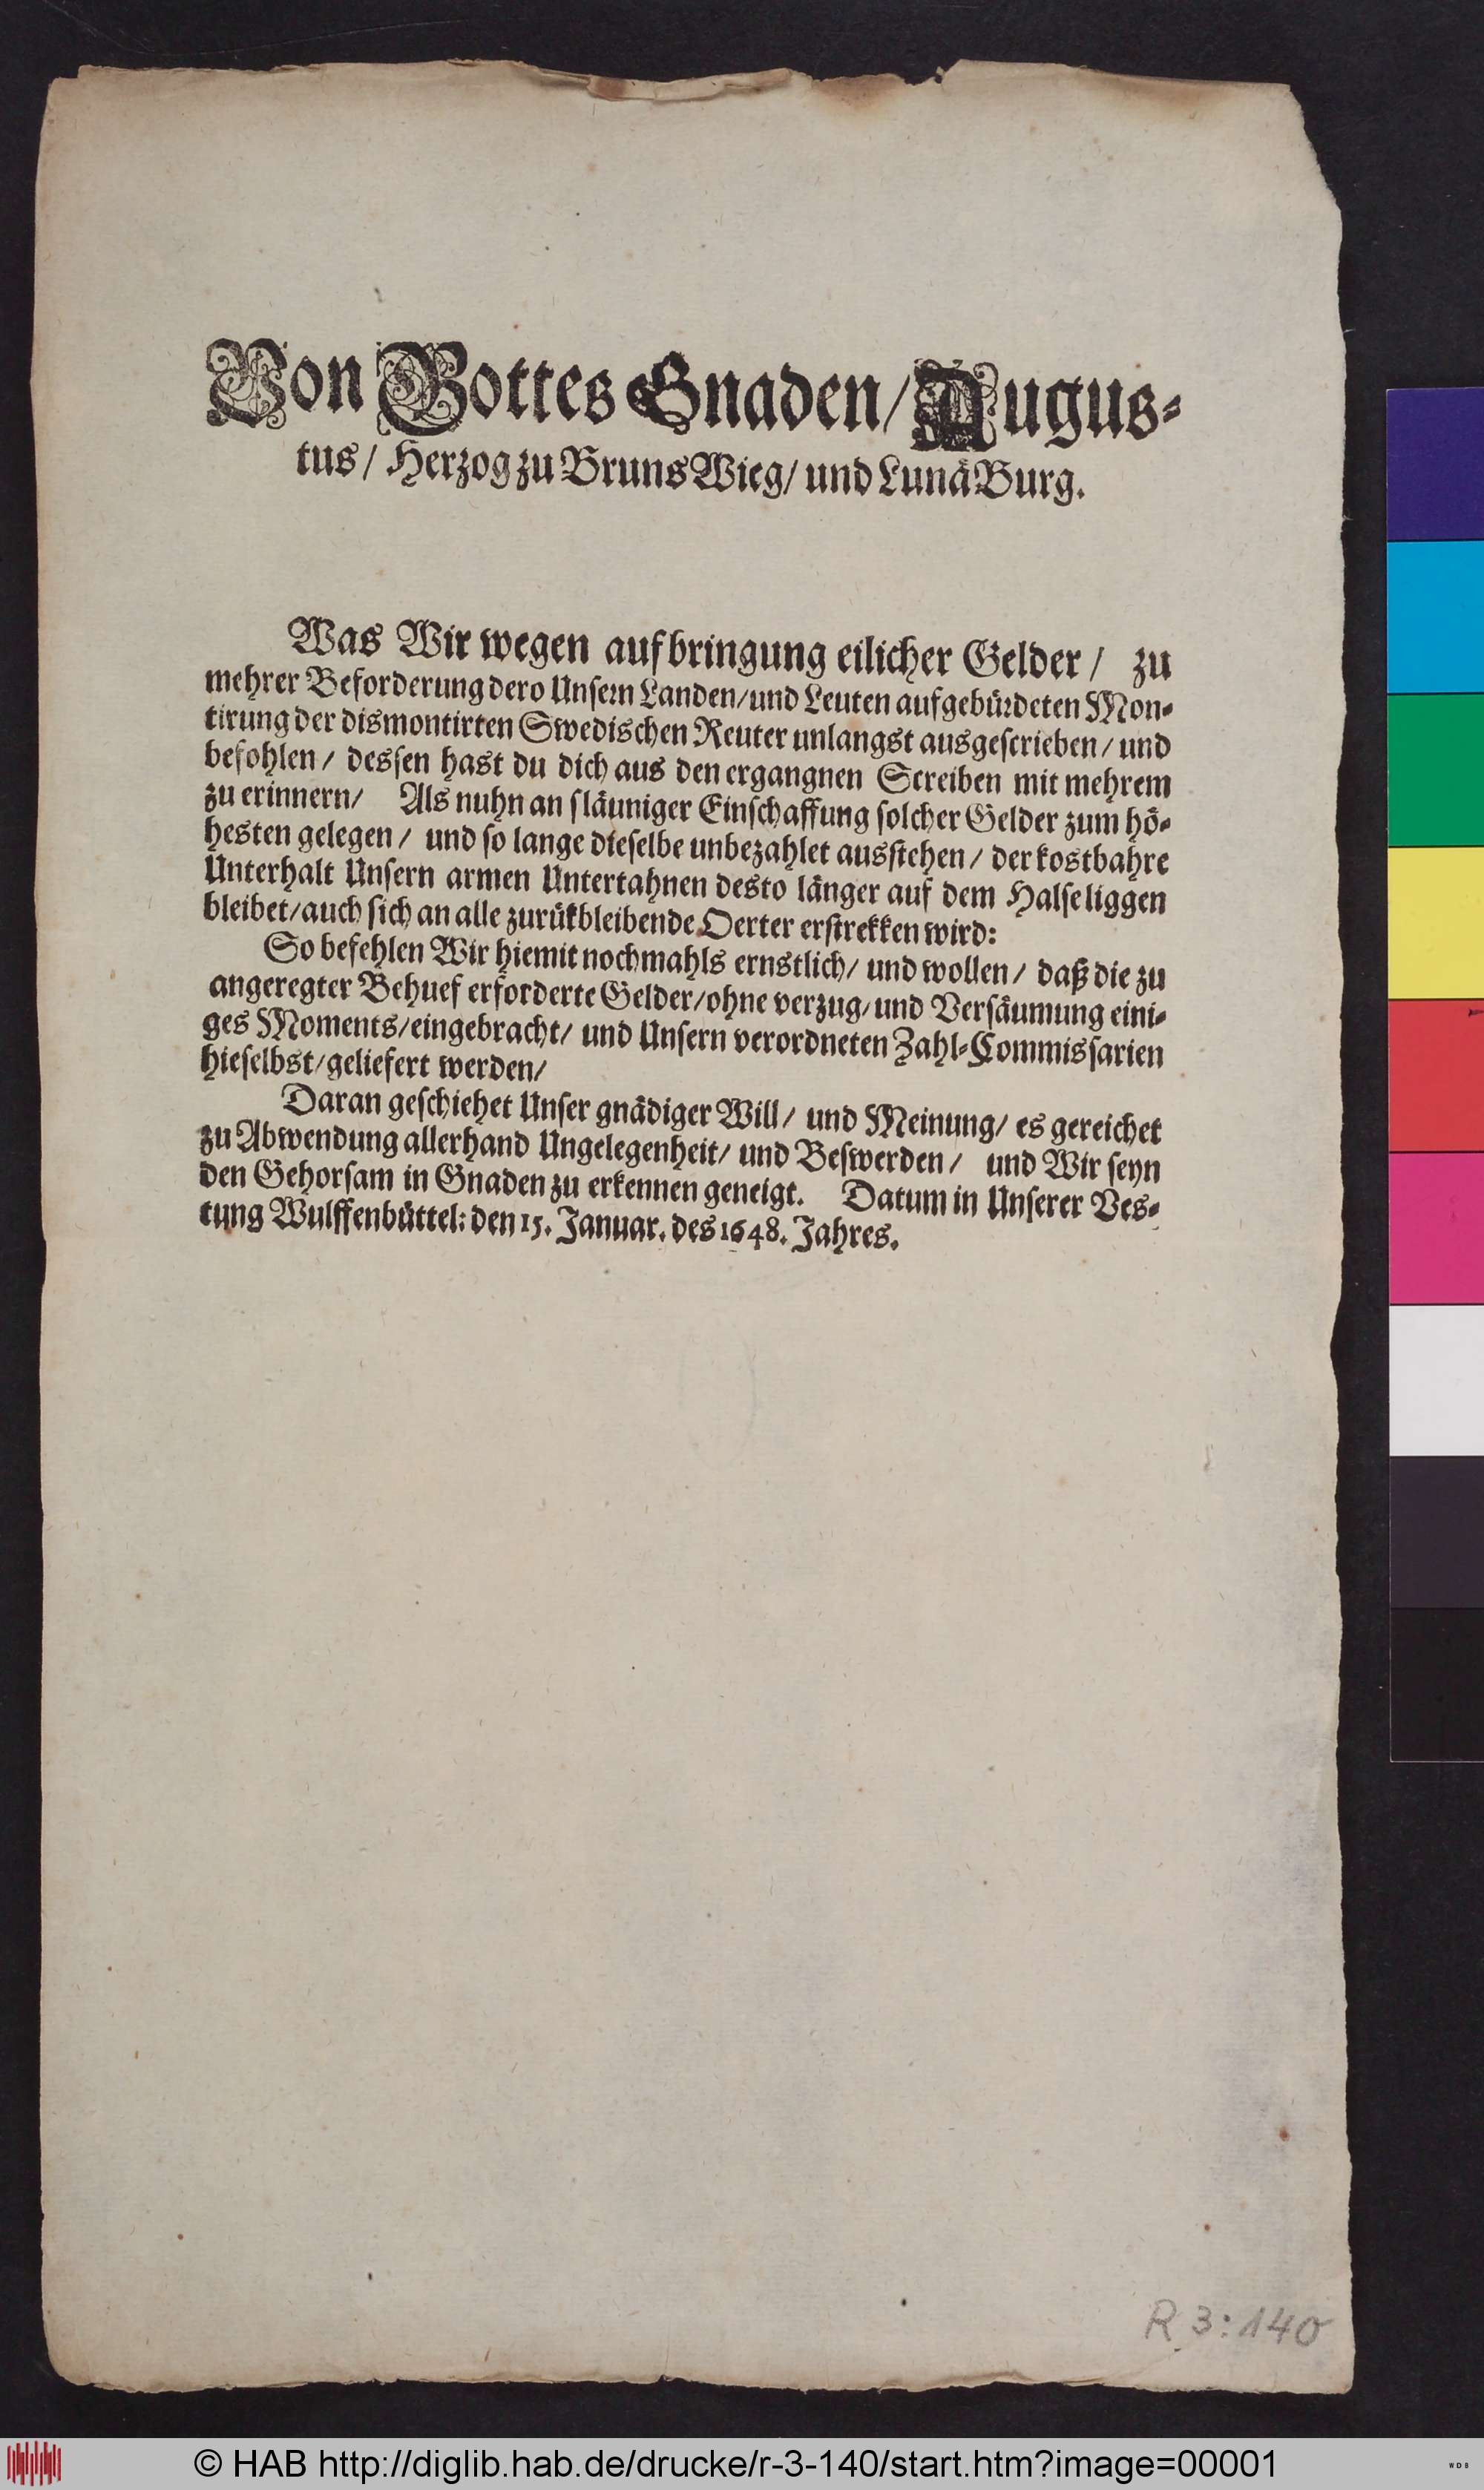 Von Gottes Gnaden/ Augus-
tus/ Herzog zu BrunsWieg/ und LunäBurg.
Was Wir wegen aufbringung eilicher Gelder/ zu
mehrer Beforderung dero Unsern Landen/und Leuten aufgebürdeten Mon-
tirung der dismontirten Swedischen Reuter unlangst ausgescrieben/ und
befohlen/ dessen hast du dich aus den ergangnen Screiben mit mehrem
zu erinnern/ Als nuhn an släuniger Einschaffung solcher Gelder zum hö-
hesten gelegen/ und so lange dieselbe unbezahlet ausstehen/ der kostbahre
Unterhalt Unsern armen Untertahnen desto länger auf dem Halse liggen
bleibet/auch sich an alle zurükbleibende Oerter erstrekken wird:
So befehlen Wir hiemit nochmahls ernstlich/ und wollen/ daß die zu
angeregter Behuef erforderte Gelder/ohne verzug/und Versäumung eini-
ges Moments/eingebracht/ und Unsern verordneten Zahl-Commissarien
hieselbst/geliefert werden/
Daran geschiehet Unser gnädiger Will/ und Meinung/ es gereichet
zu Abwendung allerhand Ungelegenheit/ und Beswerden/ und Wir seyn
den Gehorsam in Gnaden zu erkennen geneigt. Datum in Unserer Ves-
tung Wulffenbüttel: den 15. Januar. des 1648. Jahres.
R 3:140
© HAB http://diglib.hab.de/drucke/r-3-140/start.htm?image=00001
WDB